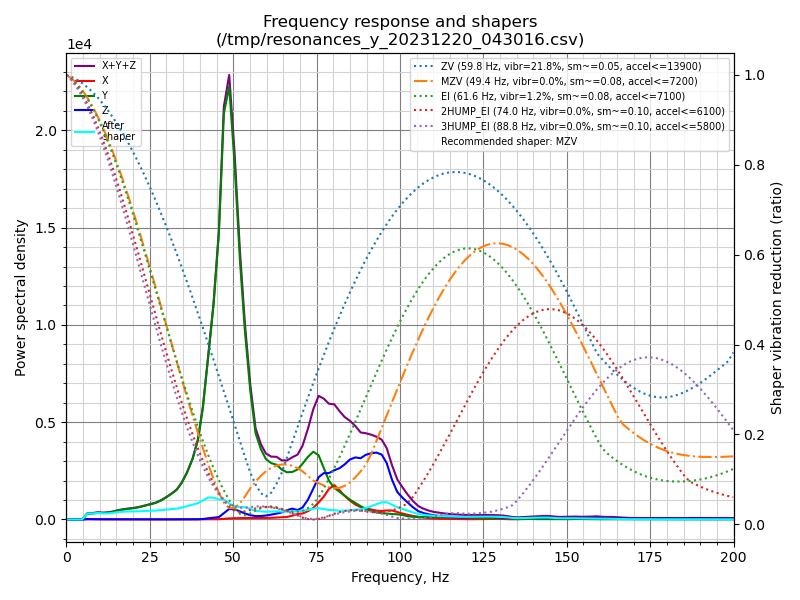 Frequency response and shapers
(/tmp/resonances_y_20231220_043016.csv)
1e4
X+Y+Z
X
Y
Z
After
shaper
ZV (59.8 Hz, vibr=21.8%, sm~=0.05, accel<=13900)
MZV (49.4 Hz, vibr=0.0%, sm~=0.08, accel<=7200)
EI (61.6 Hz, vibr=1.2%, sm~=0.08, accel<=7100)
2HUMP_EI (74.0 Hz, vibr=0.0%, sm~=0.10, accel<=6100)
3HUMP_EI (88.8 Hz, vibr=0.0%, sm~=0.10, accel<=5800)
Recommended shaper: MZV
Power spectral density
2.0
1.5
1.0
0.5
0.0
1.0
0.8
0.6
0.4
0.2
0.0
Shaper vibration reduction (ratio)
0 25 50 75 100 125 150 175 200
Frequency, Hz